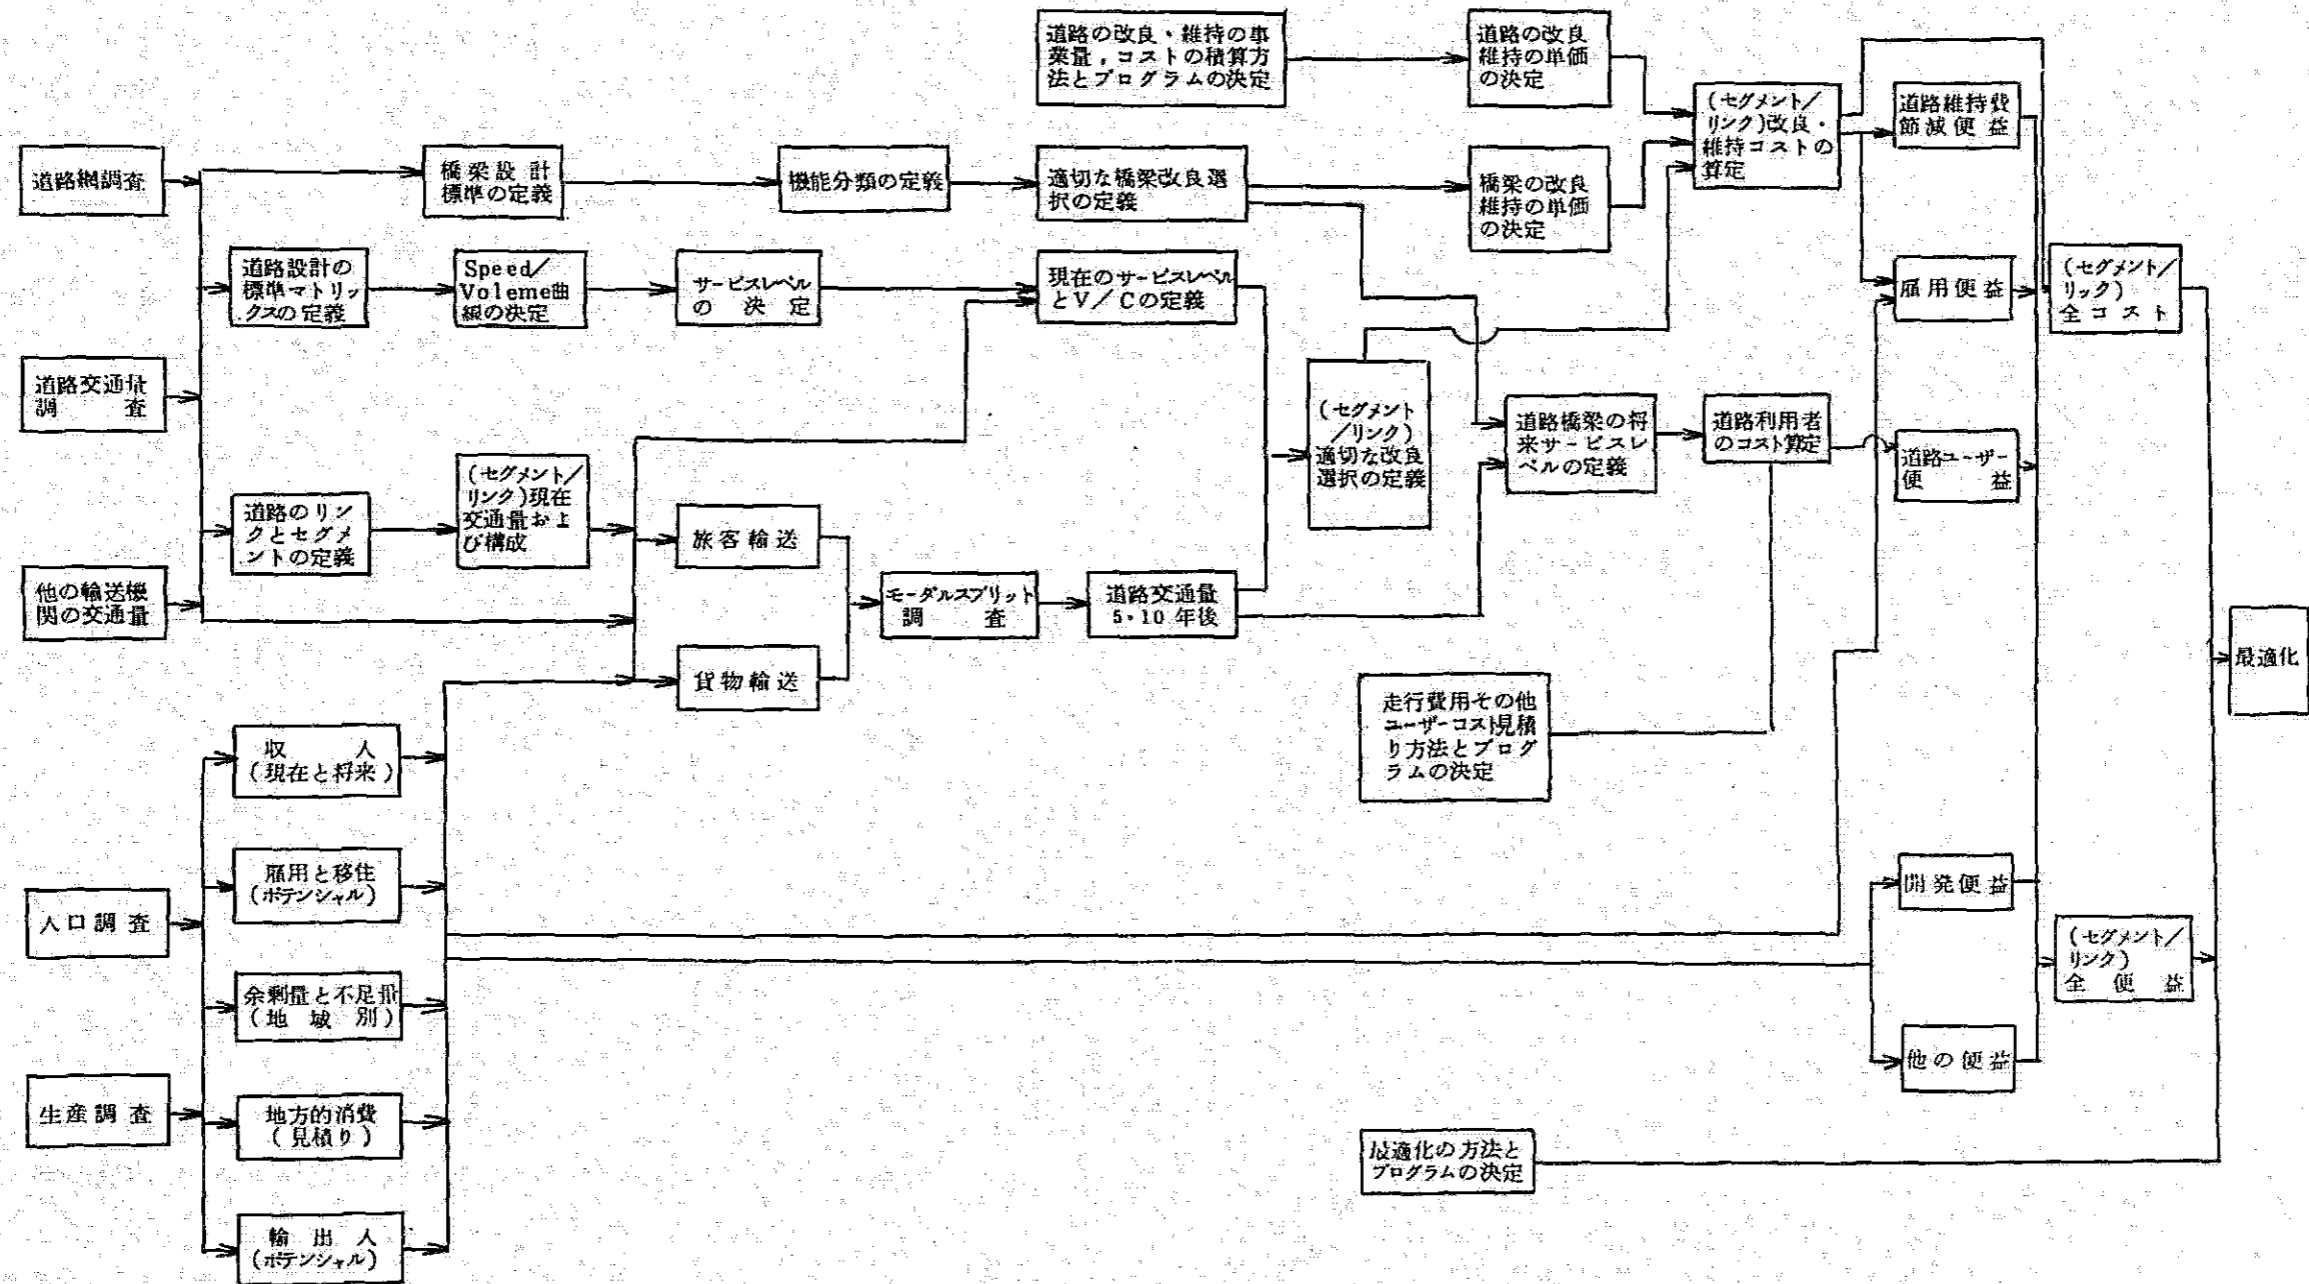 道路の改良・維持の事
業量，コストの積算方
法とプログラムの決定
道路の改良
維持の単価
の決定
(セグメント/
リンク)改良・
維持コストの
算定
道路維持費
節減便益
道路網調査
橋梁設計
標準の定義
機能分類の定義
適切な橋梁改良選
択の定義
橋梁の改良
維持の単価
の決定
道路設計の
標準マトリッ
クスの定義
Speed/
Voleme曲
線の決定
サービスレベル
の決定
現在のサービスレベル
とV/Cの定義
雇用便益
(セグメント/
リック)
全コスト
道路交通量
調査
(セグメント
/リンク)
適切な改良
選択の定義
道路橋梁の将
来サービスレ
ベルの定義
道路利用者
のコスト算定
道路ユーザー
便益
道路のリン
クとセグメ
ントの定義
(セグメント/
リンク)現在
交通量およ
び構成
旅客輸送
他の輸送機
関の交通量
モーダルスプリット
調査
道路交通量
5・10年後
貨物輸送
最適化
走行費用その他
ユーザーコスト見積
り方法とプログ
ラムの決定
収人
(現在と将来)
雇用と移住
(ポテンシャル)
人口調査
余剰量と不足量
(地域別)
開発便益
(セグメント/
リンク)
全便益
他の便益
生産調査
地方的消費
(見積り)
最適化の方法と
プログラムの決定
輸出人
(ポテンシャル)